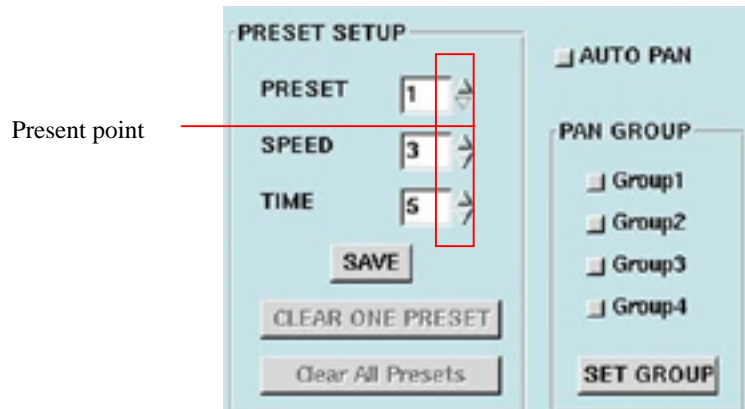 Present point
PRESET SETUP
PRESET 1
SPEED 3
TIME 5
SAVE
CLEAR ONE PRESET
Clear All Presets
AUTO PAN
PAN GROUP
Group1
Group2
Group3
Group4
SET GROUP